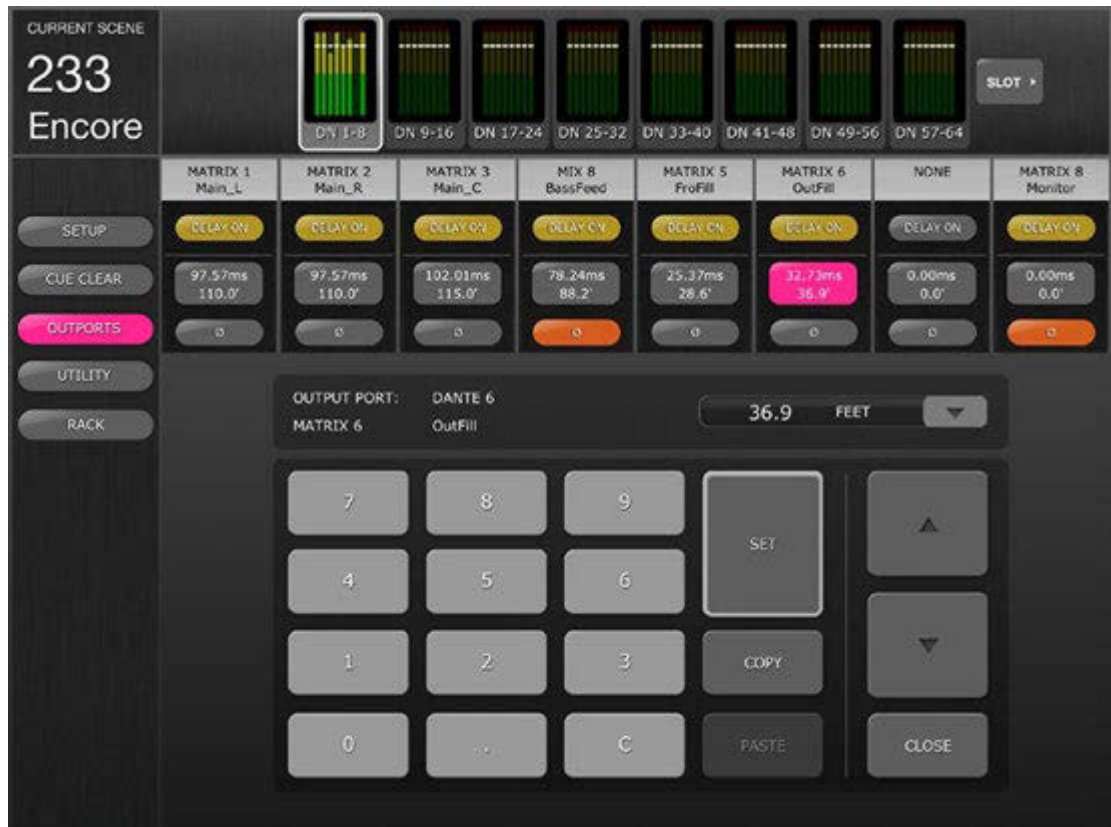 CURRENT SCENE
233
Encore
DN 1-8
DN 9-16
DN 17-24
DN 25-32
DN 33-40
DN 41-48
DN 49-56
DN 57-64
SLOT
MATRIX 1
Main_L
MATRIX 2
Main_R
MATRIX 3
Main_C
MIX 8
BassFeed
MATRIX 5
FroFill
MATRIX 6
OutFill
NONE
MATRIX 8
Monitor
DELAY ON
DELAY ON
DELAY ON
DELAY ON
DELAY ON
DELAY ON
DELAY ON
DELAY ON
97.57ms
110.0'
97.57ms
110.0'
102.01ms
115.0'
78.24ms
88.2'
25.37ms
28.6'
32.73ms
36.9'
0.00ms
0.0'
0.00ms
0.0'
Ø
Ø
Ø
Ø
Ø
Ø
Ø
Ø
SETUP
CUE CLEAR
OUTPORTS
UTILITY
RACK
OUTPUT PORT: DANTE 6
MATRIX 6 OutFill
36.9 FEET
7
8
9
SET
4
5
6
1
2
3
COPY
0
.
C
PASTE
CLOSE